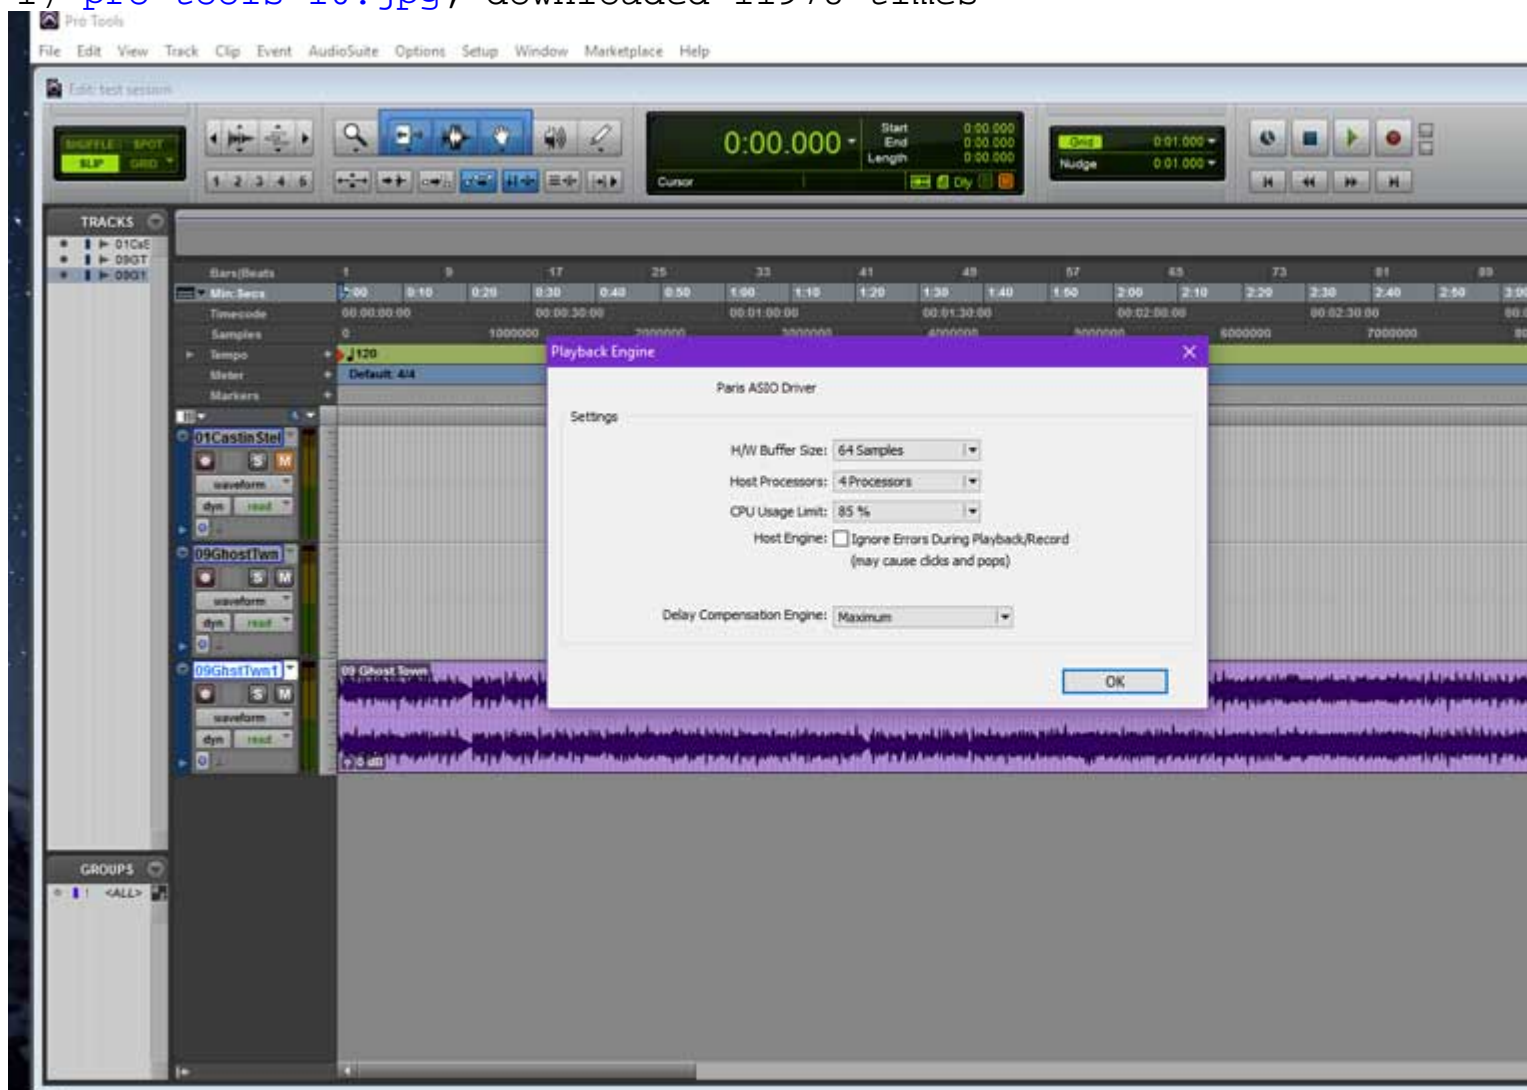 1) pro tools 10.jpg, downloaded 11976 times
Pro Tools
File Edit View Track Clip Event AudioSuite Options Setup Window Marketplace Help
Edit: test session
SHUFFLE SPOT
SLIP GRID
1 2 3 4 5
0:00.000
Start 0:00.000
End 0:00.000
Length 0:00.000
Cursor
Dly
Grid 0:01.000
Nudge 0:01.000
TRACKS
09GT
Bars|Beats 1 9 17 25 33 41 49 57 65 73 81 89
Min:Secs 0:10 0:20 0:30 0:40 0:50 1:00 1:10 1:20 1:30 1:40 1:50 2:00 2:10 2:20 2:30 2:40 2:50
Timecode 00:00:00:00 00:00:30:00 00:01:00:00 00:01:30:00 00:02:00:00 00:02:30:00
Samples 0 1000000 2000000 3000000 4000000 5000000 6000000 7000000
Tempo 120
Meter Default: 4/4
Markers
Playback Engine
Paris ASIO Driver
Settings
H/W Buffer Size: 64 Samples
Host Processors: 4 Processors
CPU Usage Limit: 85 %
Host Engine: Ignore Errors During Playback/Record
(may cause clicks and pops)
Delay Compensation Engine: Maximum
OK
01CastinStel
S M
waveform
dyn read
09GhostTwn
S M
waveform
dyn read
09GhstTwn1
S M
waveform
dyn read
09 Ghost Town
0 dB
GROUPS
! <ALL>